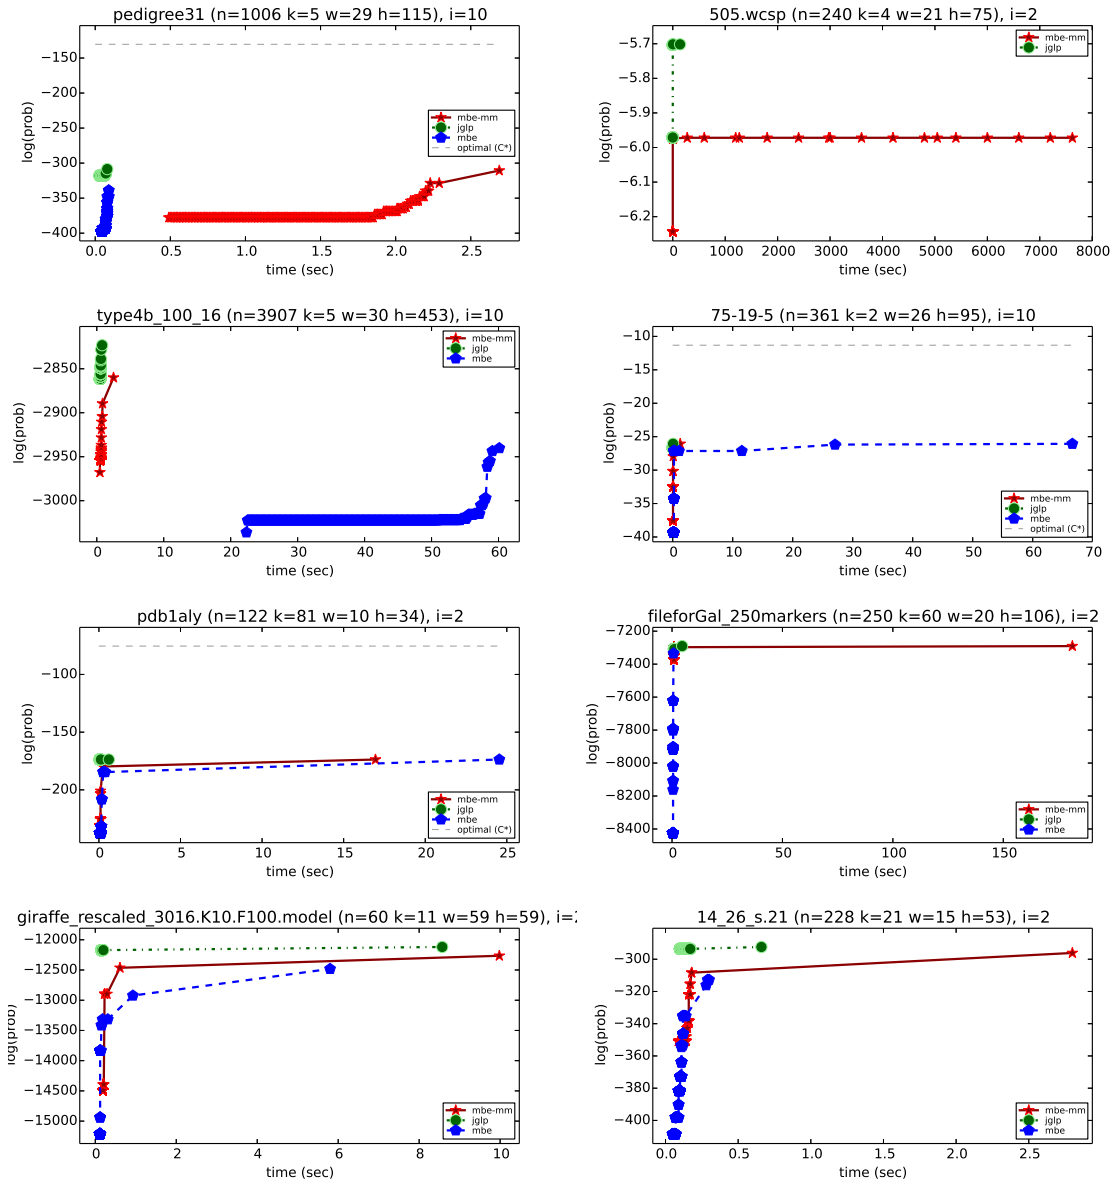 pedigree31 (n=1006 k=5 w=29 h=115), i=10
log(prob)
−150
−200
−250
−300
−350
−400
mbe-mm
jglp
mbe
optimal (C*)
0.0 0.5 1.0 1.5 2.0 2.5
time (sec)
505.wcsp (n=240 k=4 w=21 h=75), i=2
log(prob)
−5.7
−5.8
−5.9
−6.0
−6.1
−6.2
mbe-mm
jglp
0 1000 2000 3000 4000 5000 6000 7000 8000
time (sec)
type4b_100_16 (n=3907 k=5 w=30 h=453), i=10
log(prob)
−2850
−2900
−2950
−3000
mbe-mm
jglp
mbe
0 10 20 30 40 50 60
time (sec)
75-19-5 (n=361 k=2 w=26 h=95), i=10
log(prob)
−10
−15
−20
−25
−30
−35
−40
mbe-mm
jglp
mbe
optimal (C*)
0 10 20 30 40 50 60 70
time (sec)
pdb1aly (n=122 k=81 w=10 h=34), i=2
log(prob)
−100
−150
−200
mbe-mm
jglp
mbe
optimal (C*)
0 5 10 15 20 25
time (sec)
fileforGal_250markers (n=250 k=60 w=20 h=106), i=2
log(prob)
−7200
−7400
−7600
−7800
−8000
−8200
−8400
mbe-mm
jglp
mbe
0 50 100 150
time (sec)
giraffe_rescaled_3016.K10.F100.model (n=60 k=11 w=59 h=59), i=2
log(prob)
−12000
−12500
−13000
−13500
−14000
−14500
−15000
mbe-mm
jglp
mbe
0 2 4 6 8 10
time (sec)
14_26_s.21 (n=228 k=21 w=15 h=53), i=2
log(prob)
−300
−320
−340
−360
−380
−400
mbe-mm
jglp
mbe
0.0 0.5 1.0 1.5 2.0 2.5
time (sec)